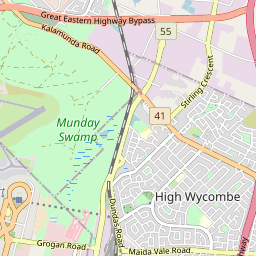 Great Eastern Highway Bypass
Kalamunda Road
55
Stirling Crescent
41
Munday
Swamp
High Wycombe
Dundas Road
Grogan Road
Maida Vale Road